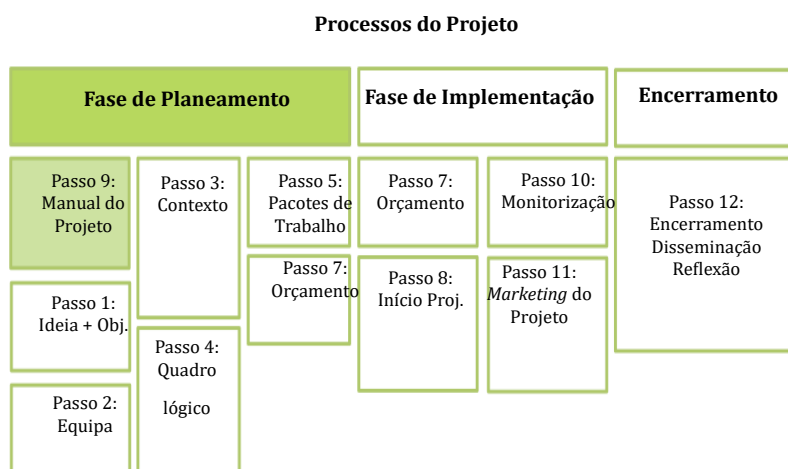 Processos do Projeto
Fase de Planeamento
Fase de Implementação
Encerramento
Passo 9:
Manual do
Projeto
Passo 1:
Ideia + Obj.
Passo 2:
Equipa
Passo 3:
Contexto
Passo 4:
Quadro
lógico
Passo 5:
Pacotes de
Trabalho
Passo 7:
Orçamento
Passo 7:
Orçamento
Passo 8:
Início Proj.
Passo 10:
Monitorização
Passo 11:
Marketing do
Projeto
Passo 12:
Encerramento
Disseminação
Reflexão